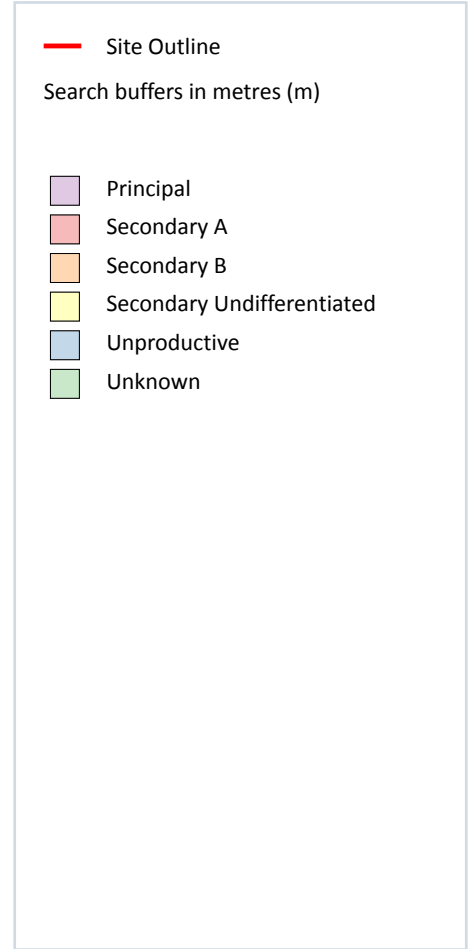 Site Outline
Search buffers in metres (m)
Principal
Secondary A
Secondary B
Secondary Undifferentiated
Unproductive
Unknown